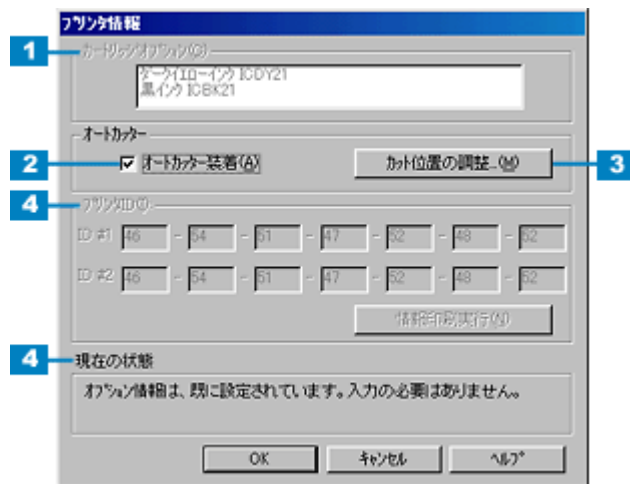 プリンタ情報
1
カートリッジオプション(O)
ダークイエローインク ICDY21
黒インク ICBK21
オートカッター
2
オートカッター装着(A)
カット位置の調整...(M)
3
4
プリンタID(I):
ID #1 46 - 54 - 51 - 47 - 52 - 48 - 52
ID #2 46 - 54 - 51 - 47 - 52 - 48 - 52
情報印刷実行(N)
4
現在の状態
オプション情報は、既に設定されています。入力の必要はありません。
OK
キャンセル
ヘルプ